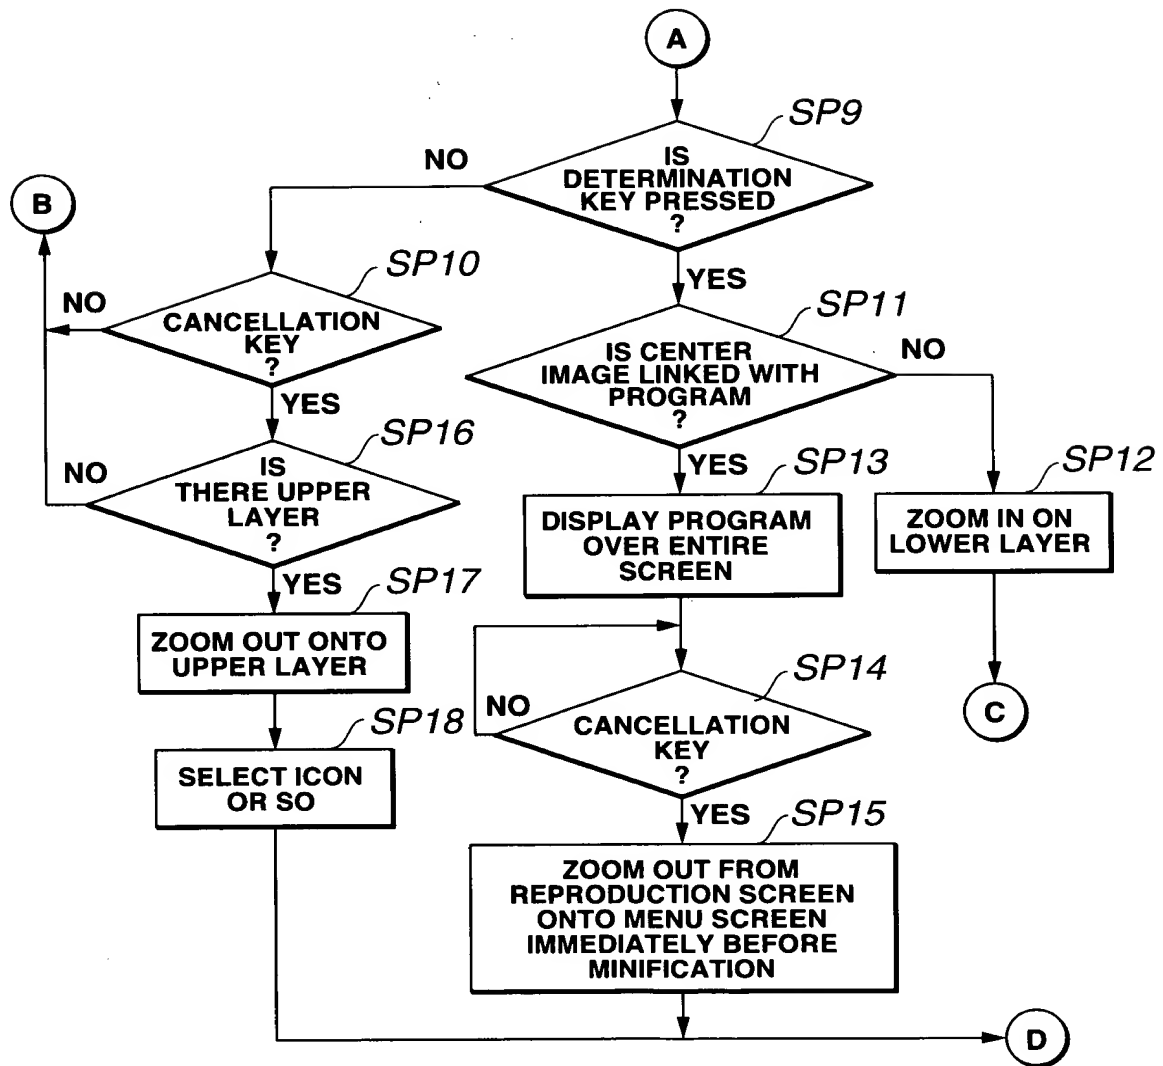 A
SP9
IS
DETERMINATION
KEY PRESSED
?
NO
YES
B
SP10
CANCELLATION
KEY
?
NO
YES
SP11
IS CENTER
IMAGE LINKED WITH
PROGRAM
?
NO
YES
SP16
IS
THERE UPPER
LAYER
?
NO
YES
SP13
DISPLAY PROGRAM
OVER ENTIRE
SCREEN
SP12
ZOOM IN ON
LOWER LAYER
SP17
ZOOM OUT ONTO
UPPER LAYER
SP14
CANCELLATION
KEY
?
NO
YES
C
SP18
SELECT ICON
OR SO
SP15
ZOOM OUT FROM
REPRODUCTION SCREEN
ONTO MENU SCREEN
IMMEDIATELY BEFORE
MINIFICATION
D